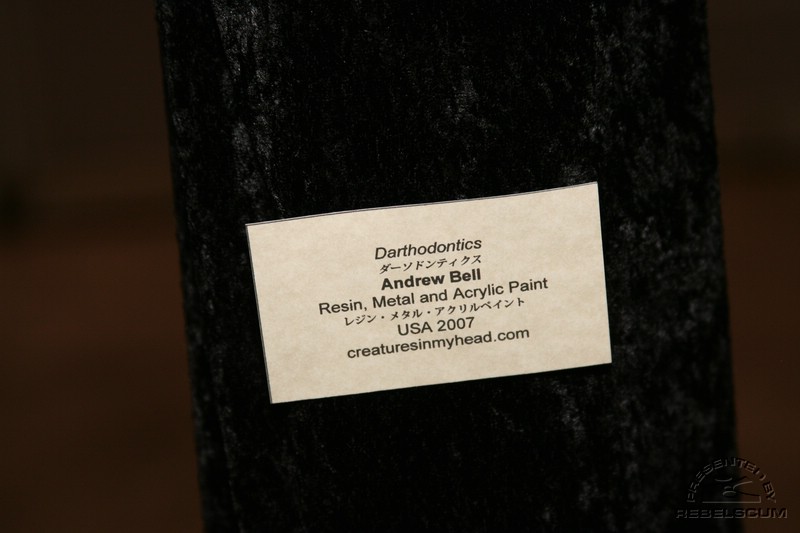 Darthodontics
ダーソドンティクス
Andrew Bell
Resin, Metal and Acrylic Paint
レジン・メタル・アクリルペイント
USA 2007
creaturesinmyhead.com
PRESENTED BY
REBELSCUM